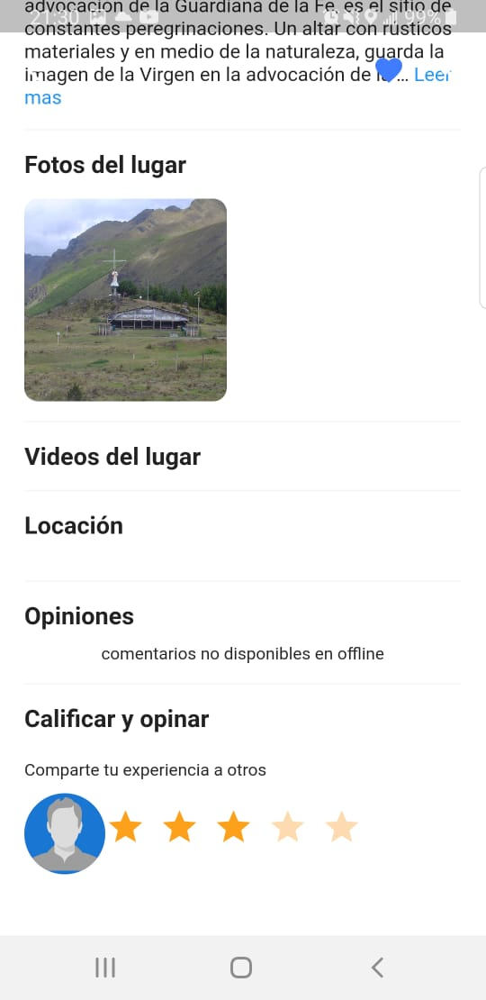 21:30 99%
advocación de la Guardiana de la Fe, es el sitio de
constantes peregrinaciones. Un altar con rústicos
materiales y en medio de la naturaleza, guarda la
imagen de la Virgen en la advocación de ... Leer
mas
Fotos del lugar
Videos del lugar
Locación
Opiniones
comentarios no disponibles en offline
Calificar y opinar
Comparte tu experiencia a otros